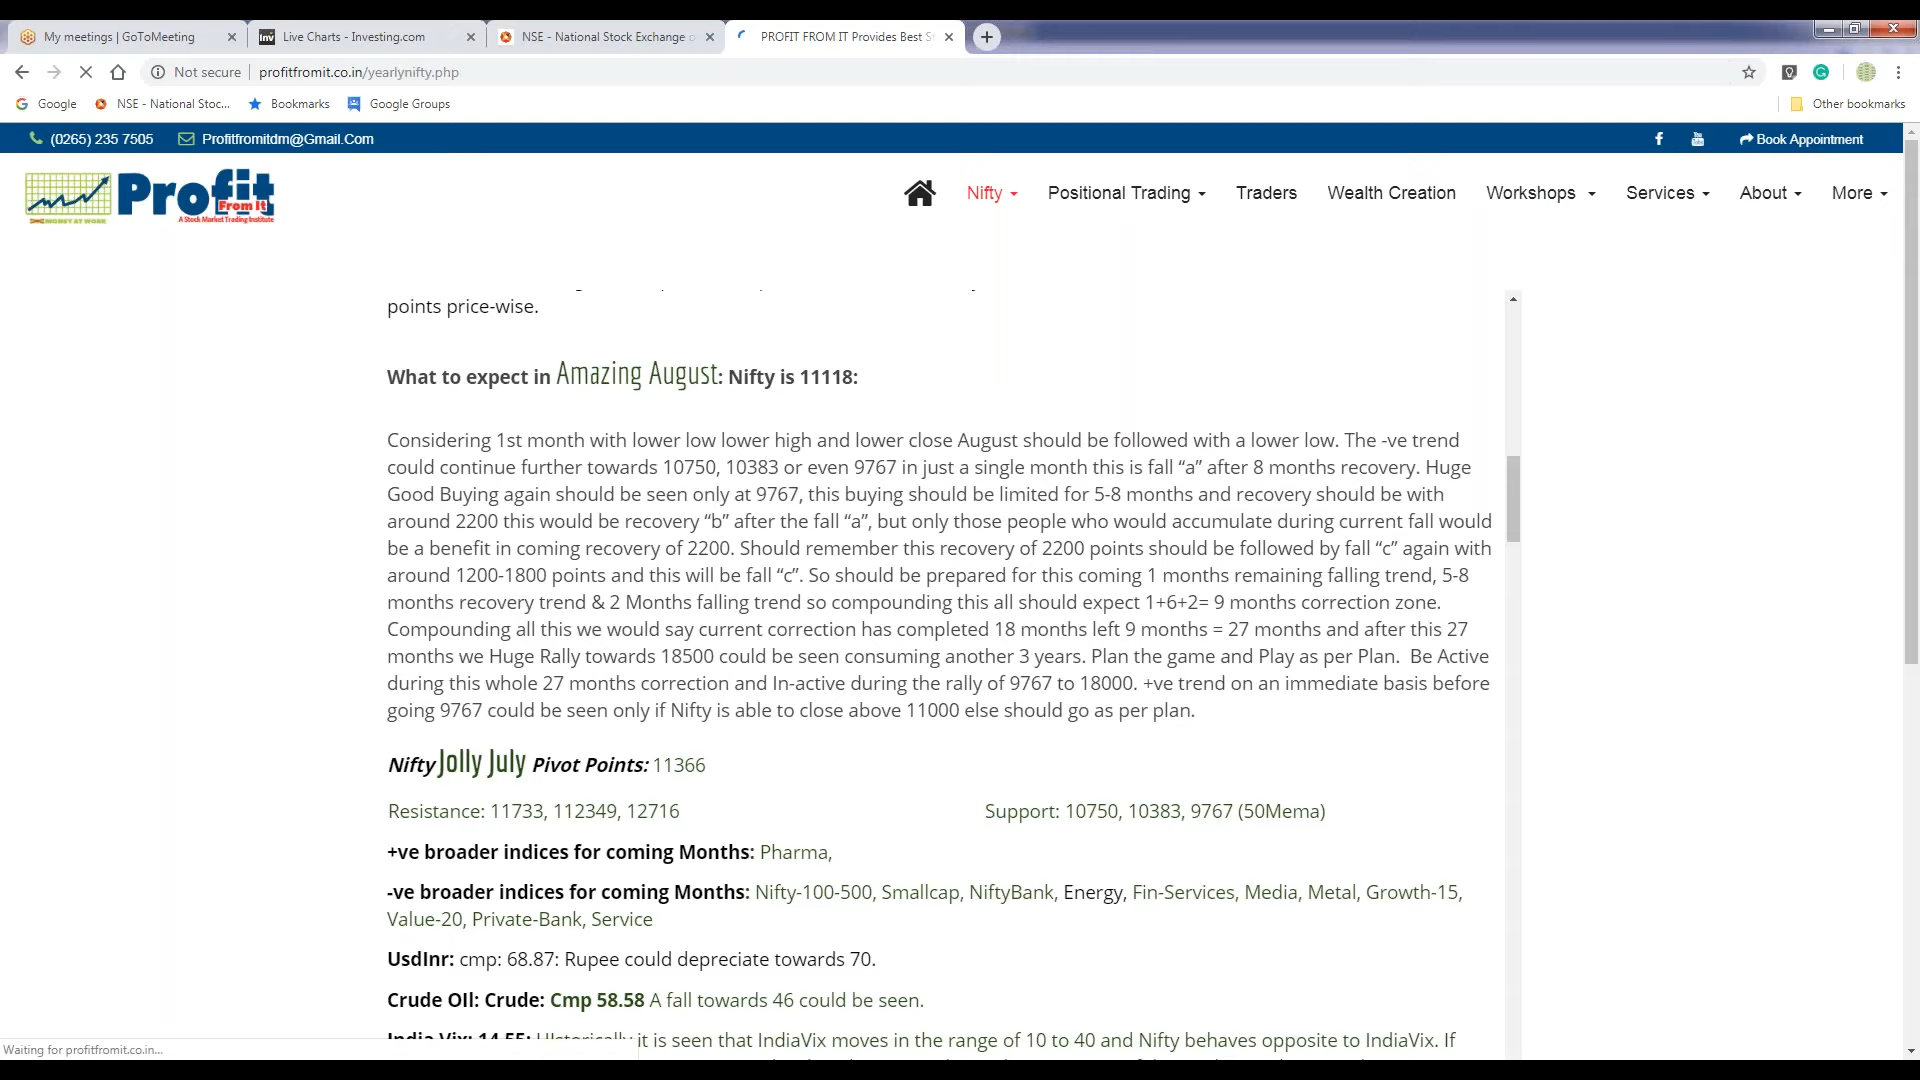 My meetings | GoToMeeting
Live Charts - Investing.com
NSE - National Stock Exchange o
PROFIT FROM IT Provides Best S
Not secure
profitfromit.co.in/yearlynifty.php
Google
NSE - National Stoc...
Bookmarks
Google Groups
Other bookmarks
(0265) 235 7505
Profitfromitdm@Gmail.Com
Book Appointment
Profit
From It
A Stock Market Trading Institute
MONEY AT WORK
Nifty
Positional Trading
Traders
Wealth Creation
Workshops
Services
About
More
points price-wise.
What to expect in Amazing August: Nifty is 11118:
Considering 1st month with lower low lower high and lower close August should be followed with a lower low. The -ve trend
could continue further towards 10750, 10383 or even 9767 in just a single month this is fall “a” after 8 months recovery. Huge
Good Buying again should be seen only at 9767, this buying should be limited for 5-8 months and recovery should be with
around 2200 this would be recovery “b” after the fall “a”, but only those people who would accumulate during current fall would
be a benefit in coming recovery of 2200. Should remember this recovery of 2200 points should be followed by fall “c” again with
around 1200-1800 points and this will be fall “c”. So should be prepared for this coming 1 months remaining falling trend, 5-8
months recovery trend & 2 Months falling trend so compounding this all should expect 1+6+2= 9 months correction zone.
Compounding all this we would say current correction has completed 18 months left 9 months = 27 months and after this 27
months we Huge Rally towards 18500 could be seen consuming another 3 years. Plan the game and Play as per Plan.  Be Active
during this whole 27 months correction and In-active during the rally of 9767 to 18000. +ve trend on an immediate basis before
going 9767 could be seen only if Nifty is able to close above 11000 else should go as per plan.
Nifty Jolly July Pivot Points: 11366
Resistance: 11733, 112349, 12716
Support: 10750, 10383, 9767 (50Mema)
+ve broader indices for coming Months: Pharma,
-ve broader indices for coming Months: Nifty-100-500, Smallcap, NiftyBank, Energy, Fin-Services, Media, Metal, Growth-15,
Value-20, Private-Bank, Service
UsdInr: cmp: 68.87: Rupee could depreciate towards 70.
Crude OIl: Crude: Cmp 58.58 A fall towards 46 could be seen.
India Vix: 14.55: HIstorically it is seen that IndiaVix moves in the range of 10 to 40 and Nifty behaves opposite to IndiaVix. If
Waiting for profitfromit.co.in...